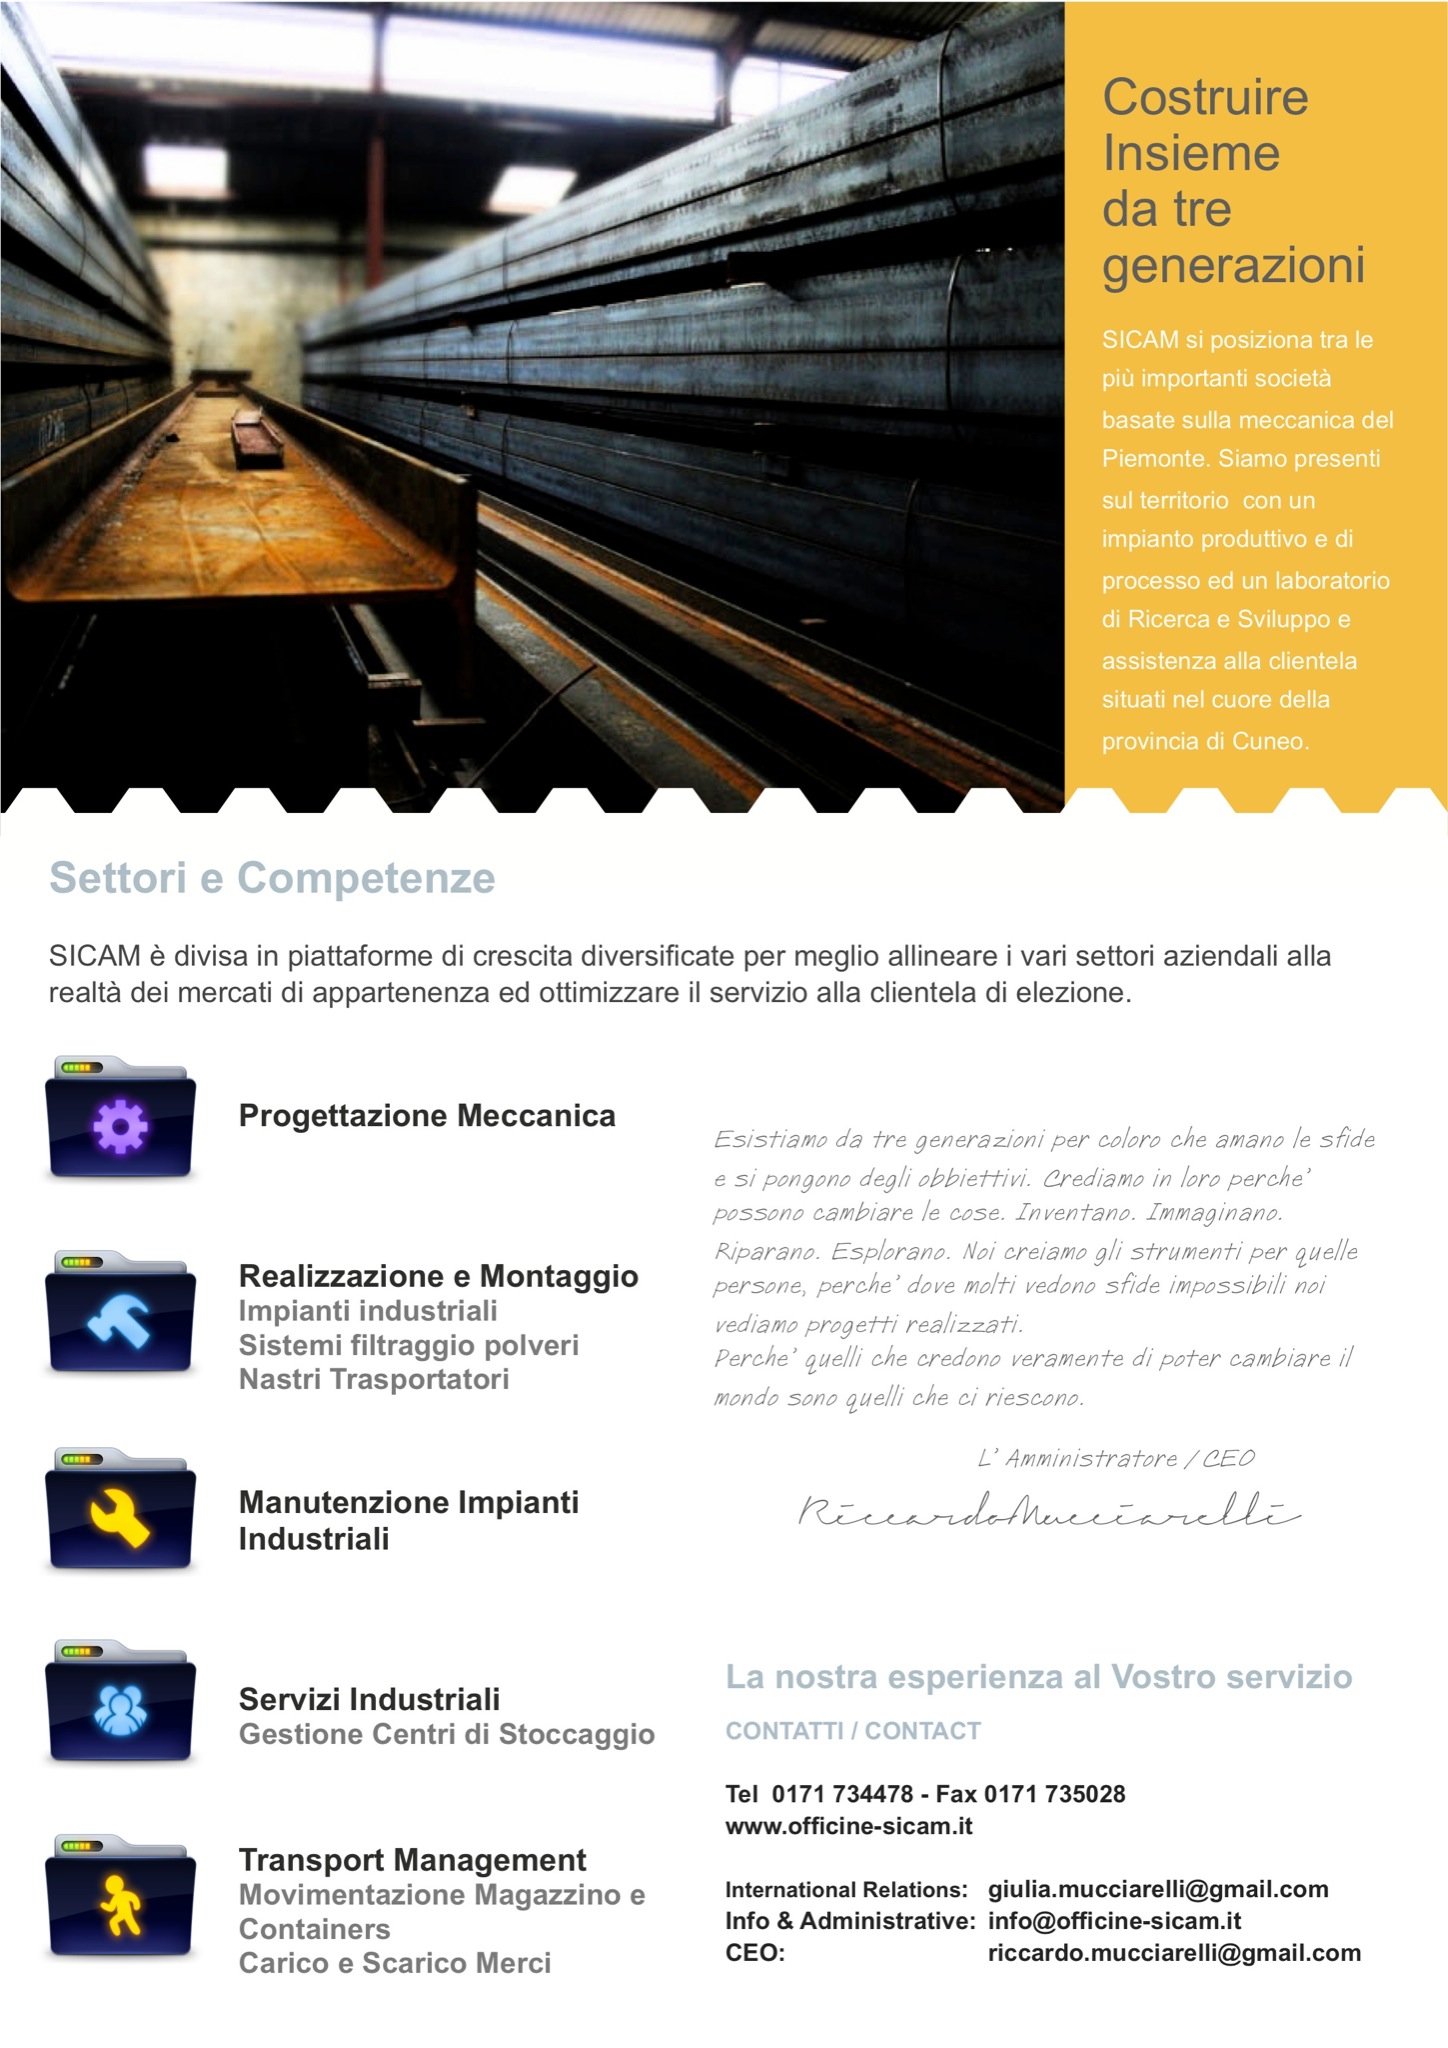 Costruire
Insieme
da tre
generazioni
SICAM si posiziona tra le
più importanti società
basate sulla meccanica del
Piemonte. Siamo presenti
sul territorio con un
impianto produttivo e di
processo ed un laboratorio
di Ricerca e Sviluppo e
assistenza alla clientela
situati nel cuore della
provincia di Cuneo.
Settori e Competenze
SICAM è divisa in piattaforme di crescita diversificate per meglio allineare i vari settori aziendali alla
realtà dei mercati di appartenenza ed ottimizzare il servizio alla clientela di elezione.
Progettazione Meccanica
Realizzazione e Montaggio
Impianti industriali
Sistemi filtraggio polveri
Nastri Trasportatori
Manutenzione Impianti
Industriali
Servizi Industriali
Gestione Centri di Stoccaggio
Transport Management
Movimentazione Magazzino e
Containers
Carico e Scarico Merci
Esistiamo da tre generazioni per coloro che amano le sfide
e si pongono degli obbiettivi. Crediamo in loro perche'
possono cambiare le cose. Inventano. Immaginano.
Riparano. Esplorano. Noi creiamo gli strumenti per quelle
persone, perche' dove molti vedono sfide impossibili noi
vediamo progetti realizzati.
Perche' quelli che credono veramente di poter cambiare il
mondo sono quelli che ci riescono.
L' Amministratore / CEO
RiccardoMucciarelli
La nostra esperienza al Vostro servizio
CONTATTI / CONTACT
Tel 0171 734478 - Fax 0171 735028
www.officine-sicam.it
International Relations: giulia.mucciarelli@gmail.com
Info & Administrative: info@officine-sicam.it
CEO: riccardo.mucciarelli@gmail.com